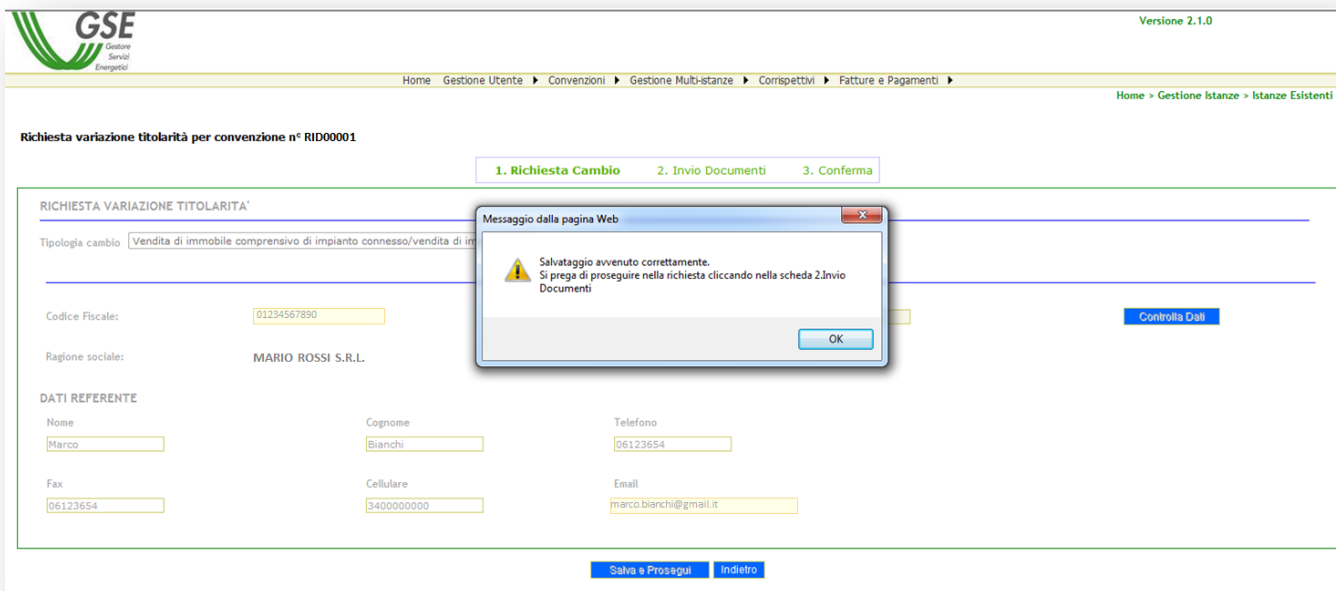 GSE
Gestore
Servizi
Energetici
Versione 2.1.0
Home Gestione Utente Convenzioni Gestione Multi-istanze Corrispettivi Fatture e Pagamenti
Home > Gestione Istanze > Istanze Esistenti
Richiesta variazione titolarità per convenzione n° RID00001
1. Richiesta Cambio 2. Invio Documenti 3. Conferma
RICHIESTA VARIAZIONE TITOLARITA'
Messaggio dalla pagina Web
Tipologia cambio Vendita di immobile comprensivo di impianto connesso/vendita di im
Salvataggio avvenuto correttamente.
Si prega di proseguire nella richiesta cliccando nella scheda 2.Invio
Documenti
OK
Codice Fiscale: 01234567890 Controlla Dati
Ragione sociale: MARIO ROSSI S.R.L.
DATI REFERENTE
Nome Cognome Telefono
Marco Bianchi 06123654
Fax Cellulare Email
06123654 3400000000 marco.bianchi@gmail.it
Salva e Prosegui Indietro